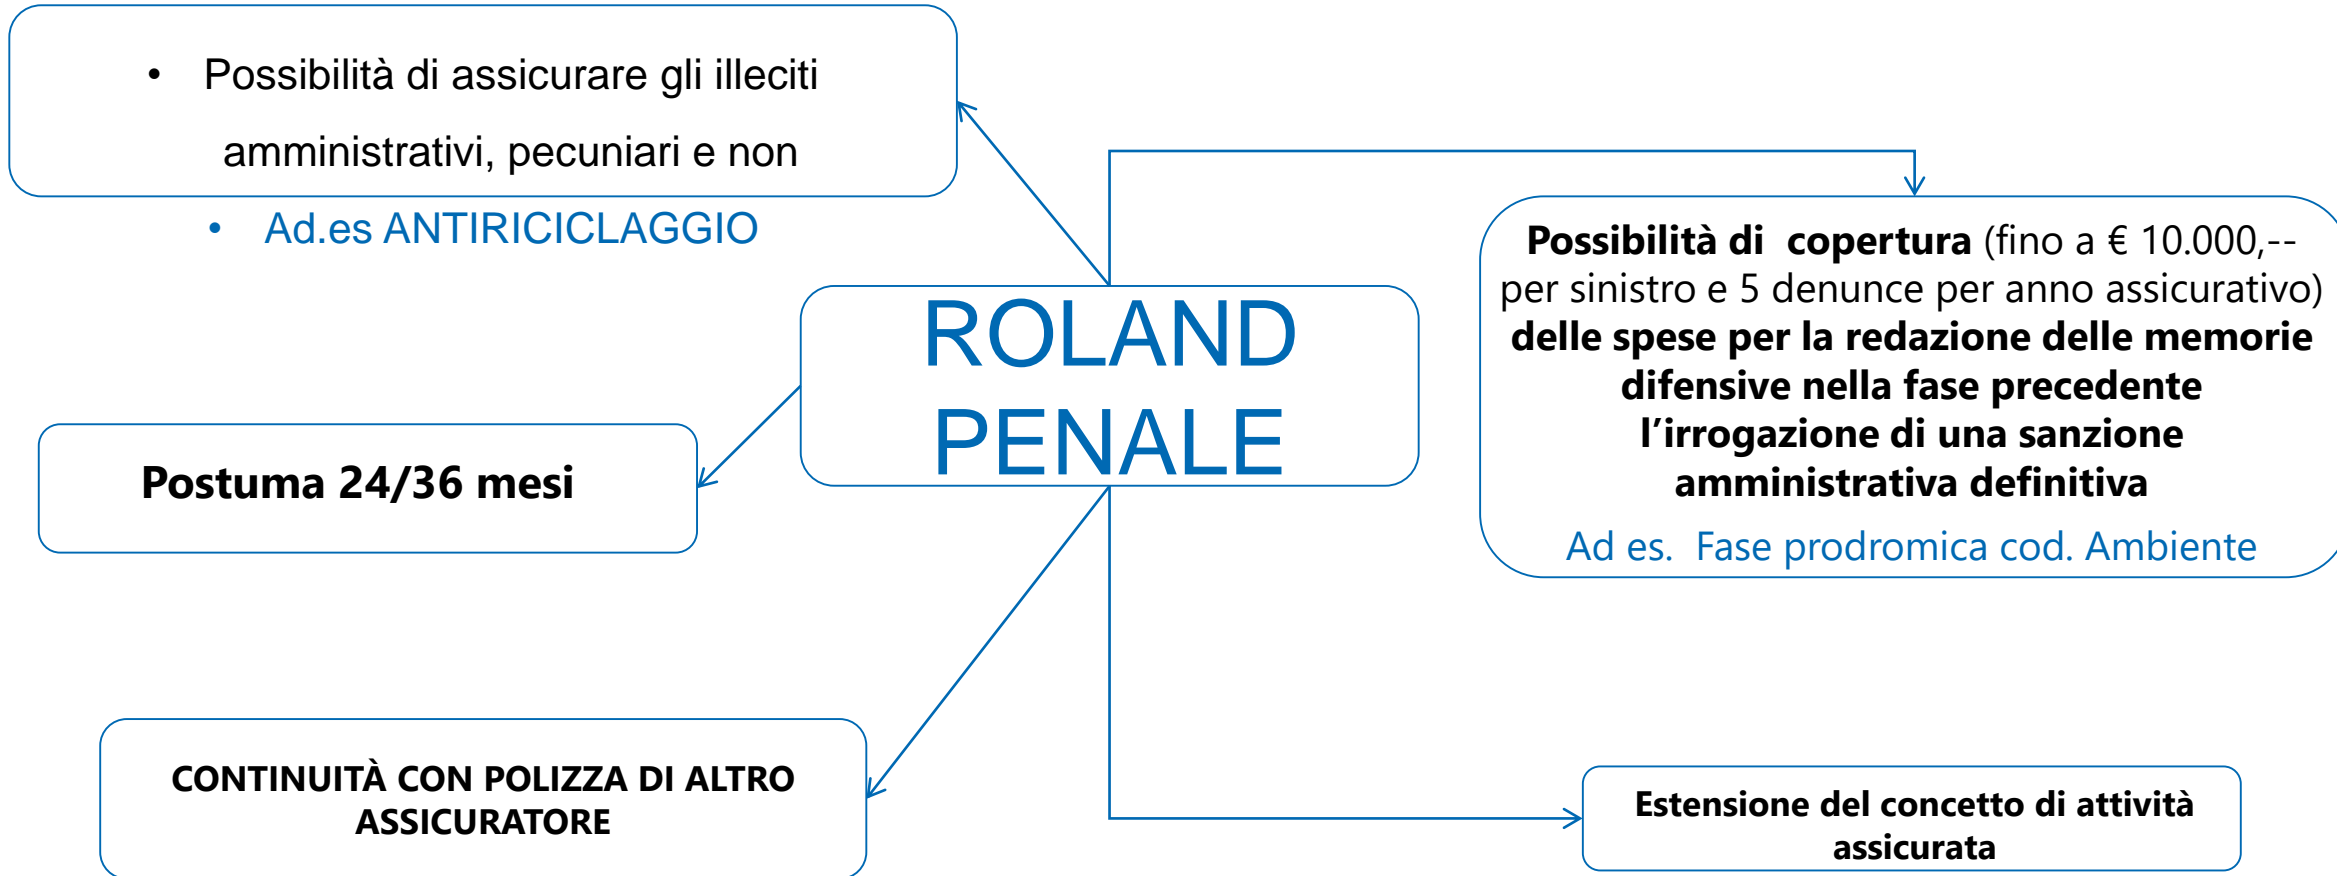 • Possibilità di assicurare gli illeciti
amministrativi, pecuniari e non
• Ad.es ANTIRICICLAGGIO
Possibilità di copertura (fino a € 10.000,--
per sinistro e 5 denunce per anno assicurativo)
delle spese per la redazione delle memorie
difensive nella fase precedente
l’irrogazione di una sanzione
amministrativa definitiva
Ad es. Fase prodromica cod. Ambiente
ROLAND
PENALE
Postuma 24/36 mesi
CONTINUITÀ CON POLIZZA DI ALTRO
ASSICURATORE
Estensione del concetto di attività
assicurata